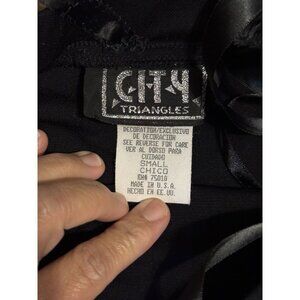 CITY
TRIANGLES
DECORATION/EXCLUSIVO
DE DECORACION
SEE REVERSE FOR CARE
VER AL DORSO PARA
CUIDADO
SMALL
CHICO
RN# 75010
MADE IN U.S.A.
HECHO EN EE.UU.